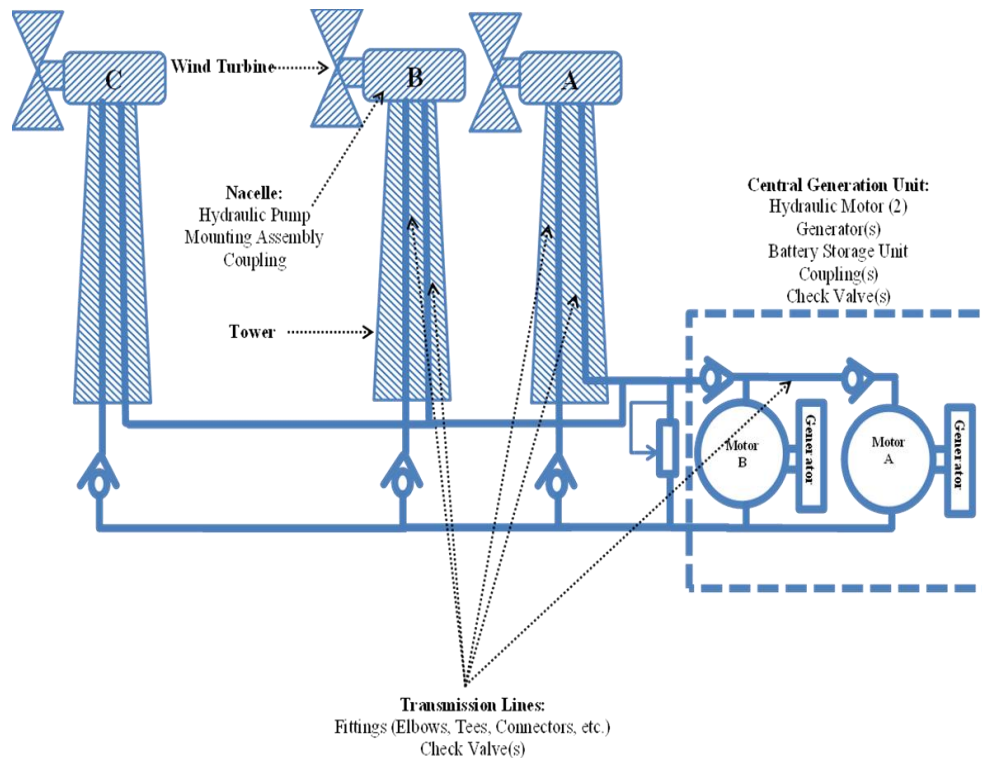 C
Wind Turbine
B
A
Nacelle:
Hydraulic Pump
Mounting Assembly
Coupling
Tower
Central Generation Unit:
Hydraulic Motor (2)
Generator(s)
Battery Storage Unit
Coupling(s)
Check Valve(s)
Motor
B
Generator
Motor
A
Generator
Transmission Lines:
Fittings (Elbows, Tees, Connectors, etc.)
Check Valve(s)